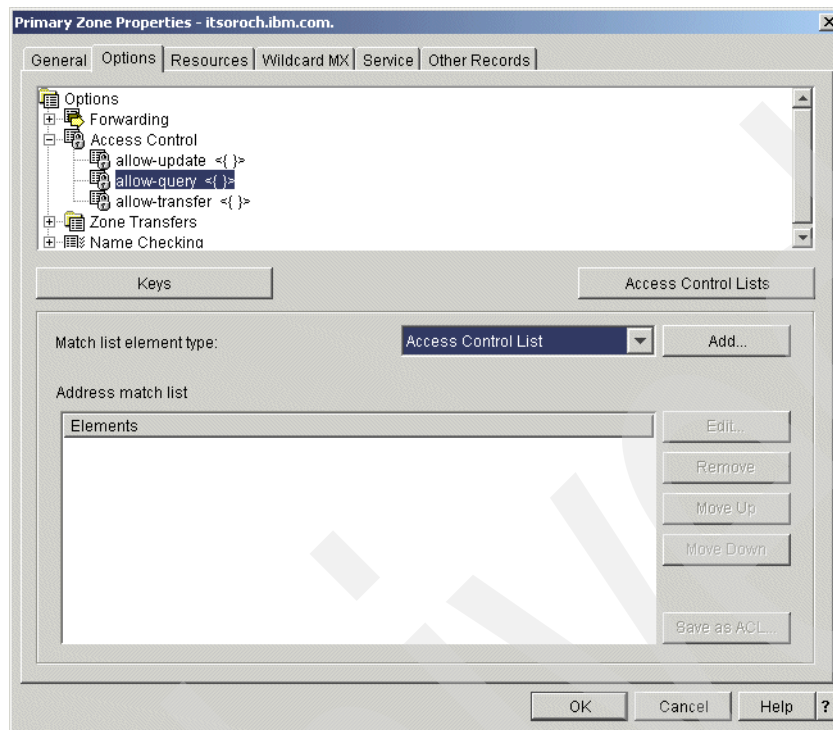 Primary Zone Properties - itsoroch.ibm.com.
General Options Resources Wildcard MX Service Other Records
Options
Forwarding
Access Control
allow-update <{ }>
allow-query <{ }>
allow-transfer <{ }>
Zone Transfers
Name Checking
Keys Access Control Lists
Match list element type: Access Control List Add...
Address match list
Elements
Edit...
Remove
Move Up
Move Down
Save as ACL...
OK Cancel Help ?